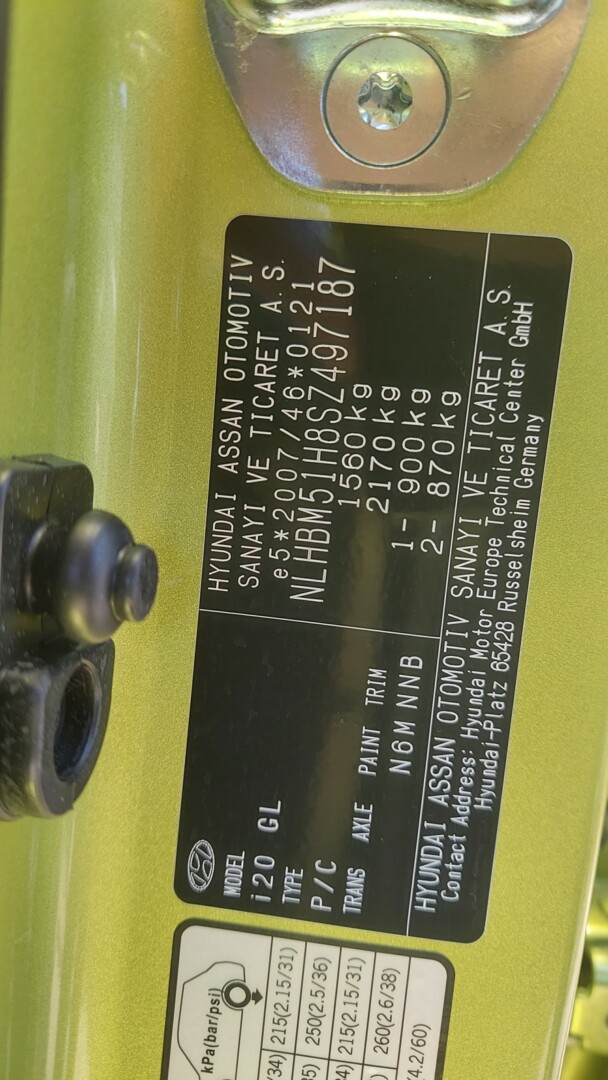 HYUNDAI ASSAN OTOMOTIV
SANAYI VE TICARET A.S.
e5*2007/46*0121
NLHBM51H8SZ497187
1560 kg
2170 kg
1- 900 kg
2- 870 kg
MODEL
i20 GL
TYPE
P/C
TRANS AXLE PAINT TRIM
N6M NNB
HYUNDAI ASSAN OTOMOTIV SANAYI VE TICARET A.S.
Contact Address: Hyundai Motor Europe Technical Center GmbH
Hyundai-Platz 65428 Russelsheim Germany
kPa(bar/psi)
215(2.15/31)
250(2.5/36)
215(2.15/31)
260(2.6/38)